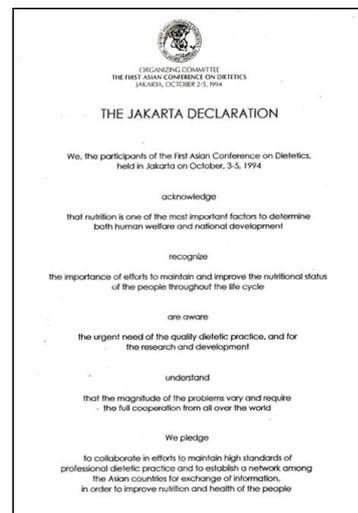 ORGANIZING COMMITTEE
THE FIRST ASIAN CONFERENCE ON DIETETICS
JAKARTA, OCTOBER 2-5, 1994
THE JAKARTA DECLARATION
We, the participants of the First Asian Conference on Dietetics,
held in Jakarta on October, 3-5, 1994
acknowledge
that nutrition is one of the most important factors to determine
both human welfare and national development
recognize
the importance of efforts to maintain and improve the nutritional status
of the people throughout the life cycle
are aware
the urgent need of the quality dietetic practice, and for
the research and development
understand
that the magnitude of the problems vary and require
the full cooperation from all over the world
We pledge
to collaborate in efforts to maintain high standards of
professional dietetic practice and to establish a network among
the Asian countries for exchange of information,
in order to improve nutrition and health of the people